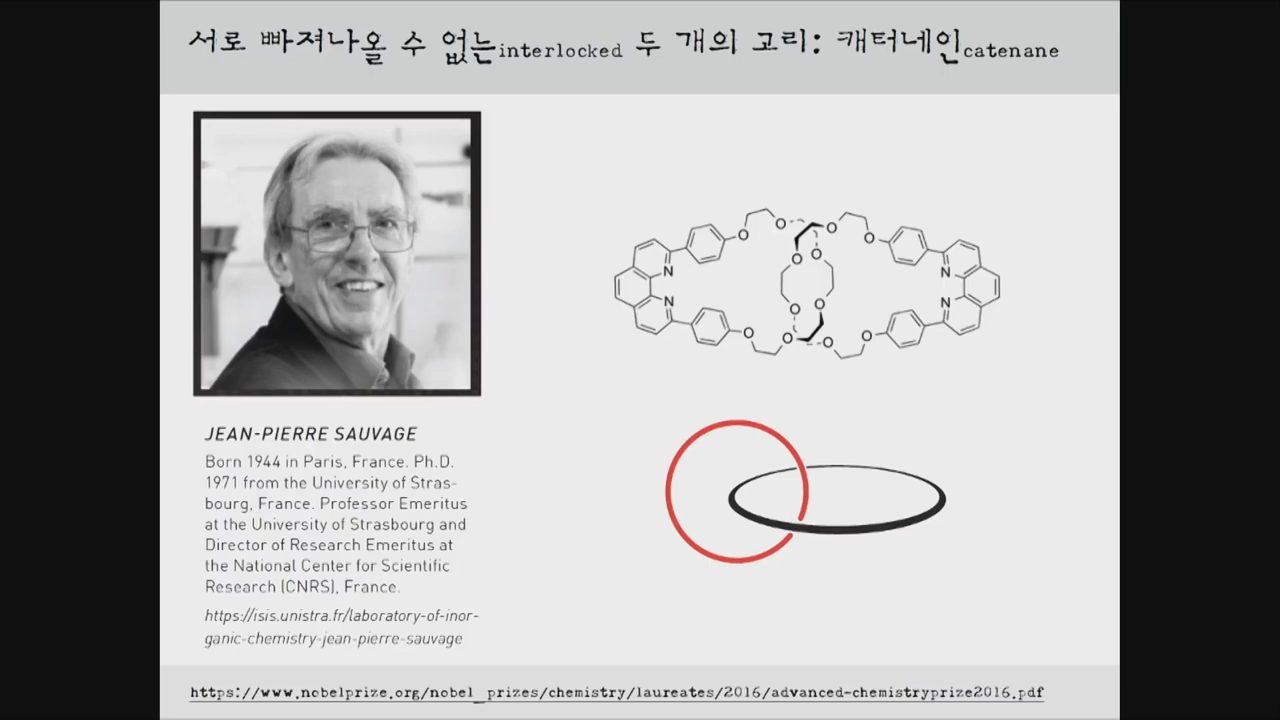 서로 빠져나올 수 없는interlocked 두 개의 고리: 캐터네인catenane
O
O
O
O
O
O
N
N
O
O
N
N
O
O
O
O
O
O
JEAN-PIERRE SAUVAGE
Born 1944 in Paris, France. Ph.D.
1971 from the University of Stras-
bourg, France. Professor Emeritus
at the University of Strasbourg and
Director of Research Emeritus at
the National Center for Scientific
Research (CNRS), France.
https://isis.unistra.fr/laboratory-of-inor-
ganic-chemistry-jean-pierre-sauvage
https://www.nobelprize.org/nobel_prizes/chemistry/laureates/2016/advanced-chemistryprize2016.pdf